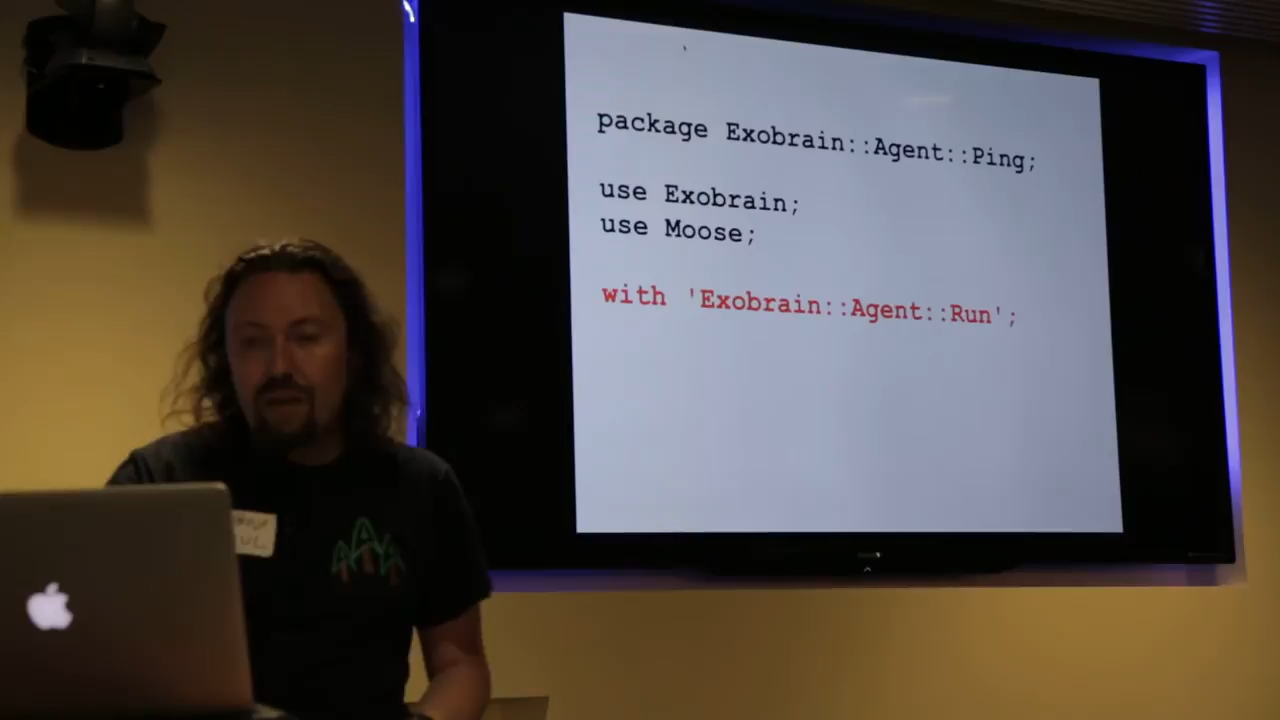 package Exobrain::Agent::Ping;
use Exobrain;
use Moose;
with 'Exobrain::Agent::Run';